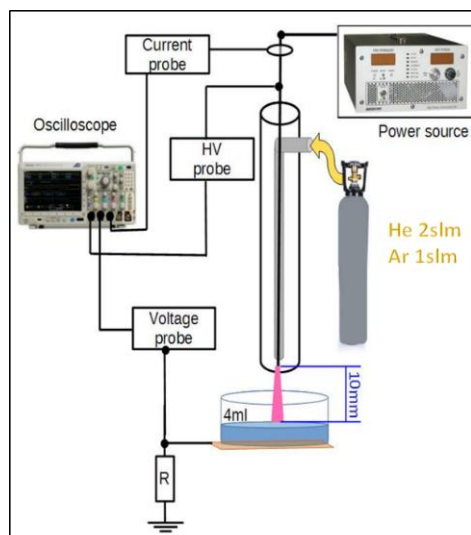 Current
probe
Oscilloscope
HV
probe
Power source
He 2slm
Ar 1slm
Voltage
probe
10mm
4ml
R